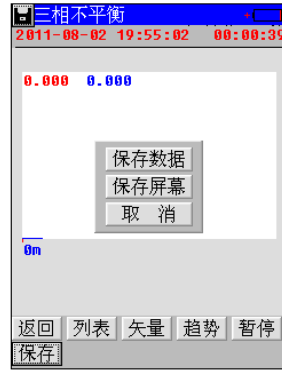 三相不平衡
2011-08-02 19:55:02 00:00:39
0.000 0.000
保存数据
保存屏幕
取 消
0m
返回 列表 矢量 趋势 暂停
保存